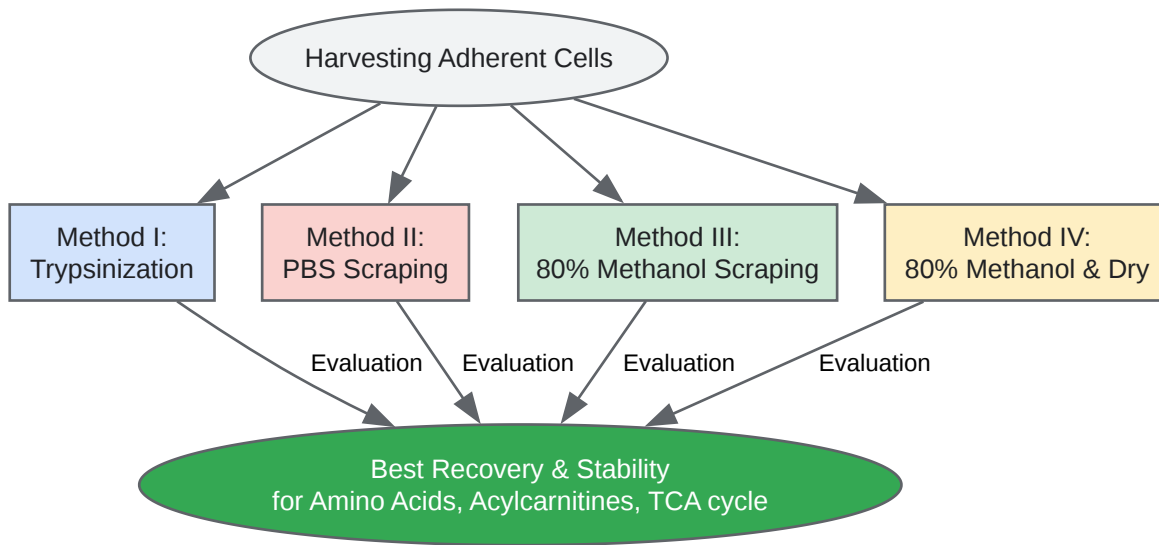 Harvesting Adherent Cells
Method I:
Trypsinization
Method II:
PBS Scraping
Method III:
80% Methanol Scraping
Method IV:
80% Methanol & Dry
Evaluation
Evaluation
Evaluation
Evaluation
Best Recovery & Stability
for Amino Acids, Acylcarnitines, TCA cycle